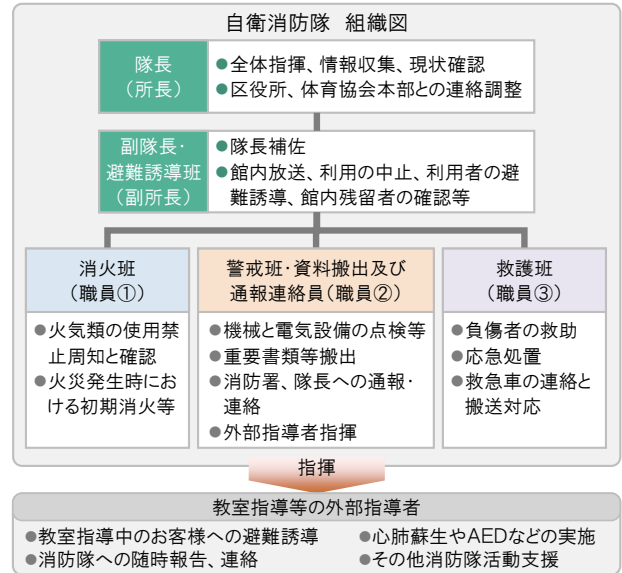 自衛消防隊 組織図
隊長
（所長）
●全体指揮、情報収集、現状確認
●区役所、体育協会本部との連絡調整
副隊長・
避難誘導班
（副所長）
●隊長補佐
●館内放送、利用の中止、利用者の避
難誘導、館内残留者の確認等
消火班
（職員①）
●火気類の使用禁
止周知と確認
●火災発生時にお
ける初期消火等
警戒班・資料搬出及び
通報連絡員（職員②）
●機械と電気設備の点検等
●重要書類等搬出
●消防署、隊長への通報・
連絡
●外部指導者指揮
救護班
（職員③）
●負傷者の救助
●応急処置
●救急車の連絡と
搬送対応
指揮
教室指導等の外部指導者
●教室指導中のお客様への避難誘導
●消防隊への随時報告、連絡
●心肺蘇生やAEDなどの実施
●その他消防隊活動支援